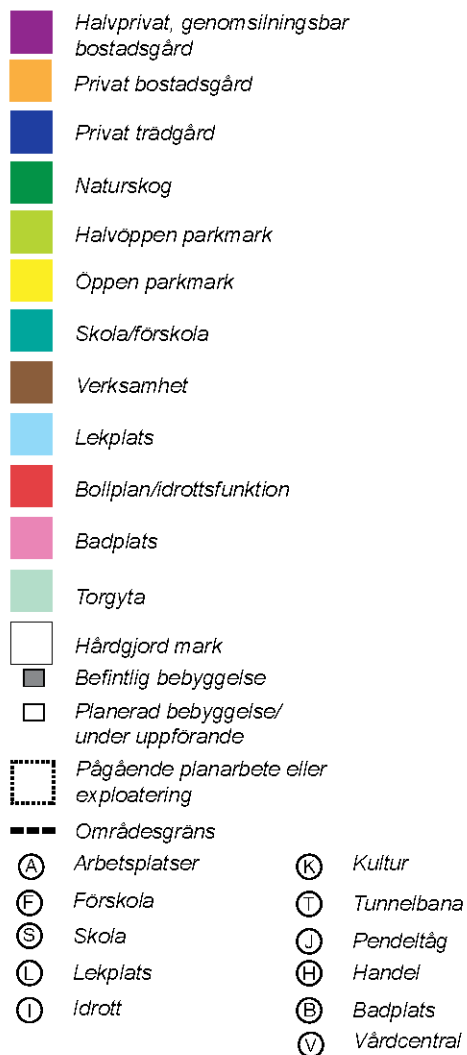 Halvprivat, genomsilningsbar
bostadsgård
Privat bostadsgård
Privat trädgård
Naturskog
Halvöppen parkmark
Öppen parkmark
Skola/förskola
Verksamhet
Lekplats
Bollplan/idrottsfunktion
Badplats
Torgyta
Hårdgjord mark
Befintlig bebyggelse
Planerad bebyggelse/
under uppförande
Pågående planarbete eller
exploatering
Områdesgräns
A Arbetsplatser
F Förskola
S Skola
L Lekplats
I Idrott
K Kultur
T Tunnelbana
J Pendeltåg
H Handel
B Badplats
V Vårdcentral